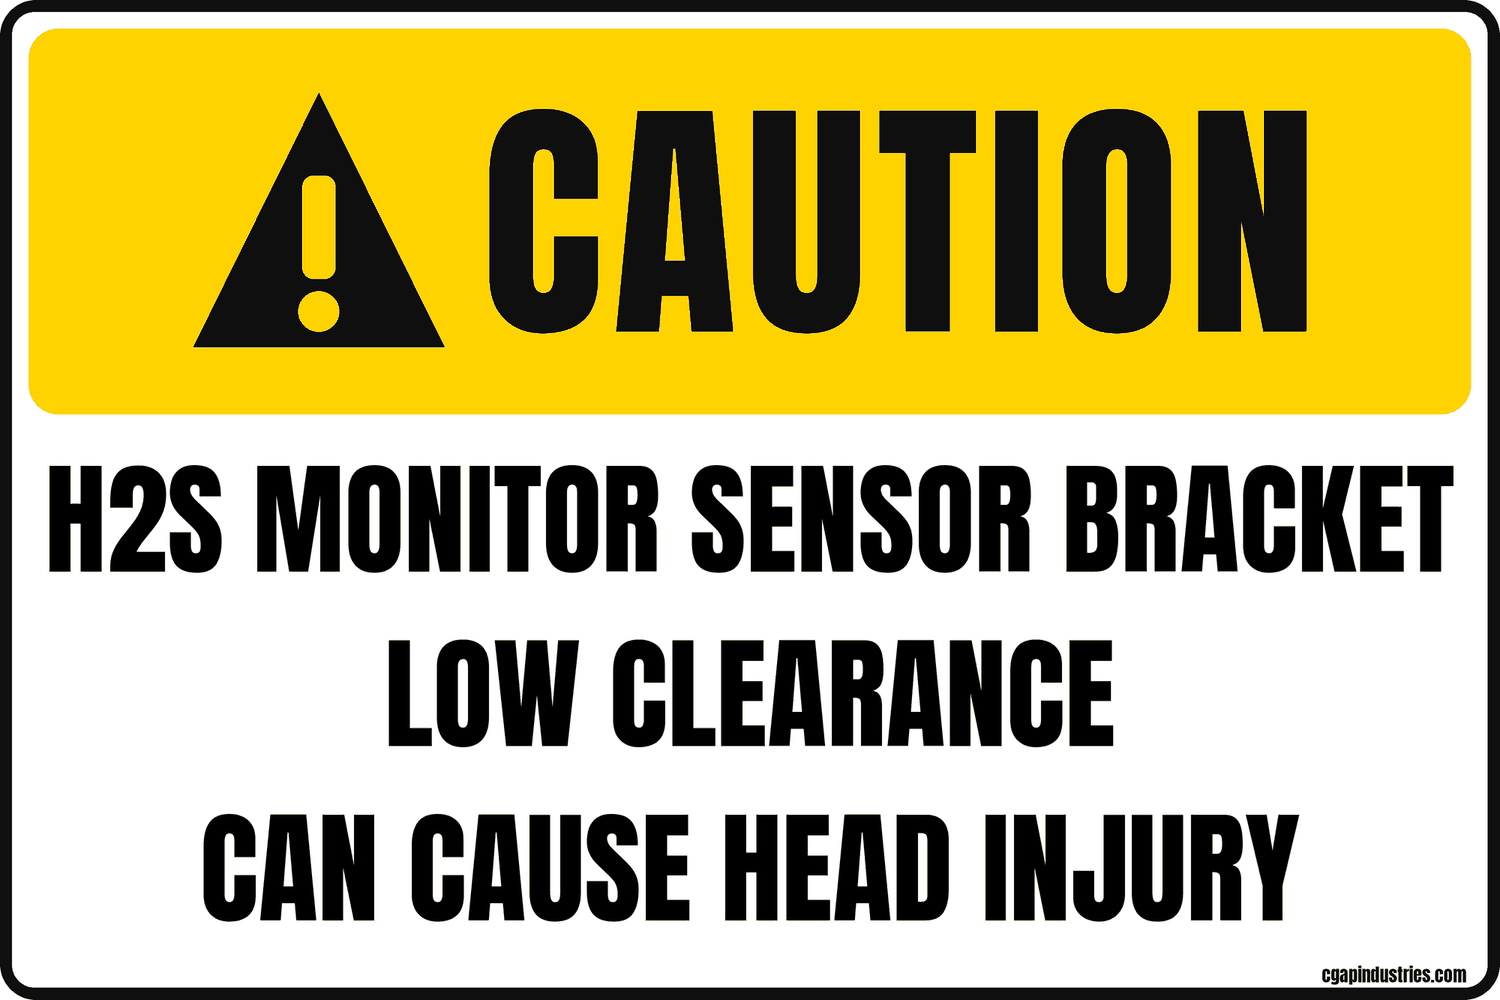 CAUTION
H2S MONITOR SENSOR BRACKET
LOW CLEARANCE
CAN CAUSE HEAD INJURY
cgapindustries.com